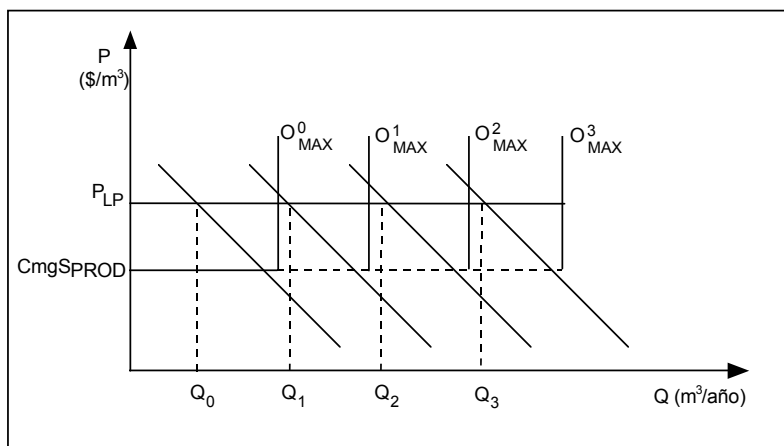 P
($/m³)
O⁰MAX O¹MAX O²MAX O³MAX
PLP
CmgSPROD
Q₀ Q₁ Q₂ Q₃ Q (m³/año)